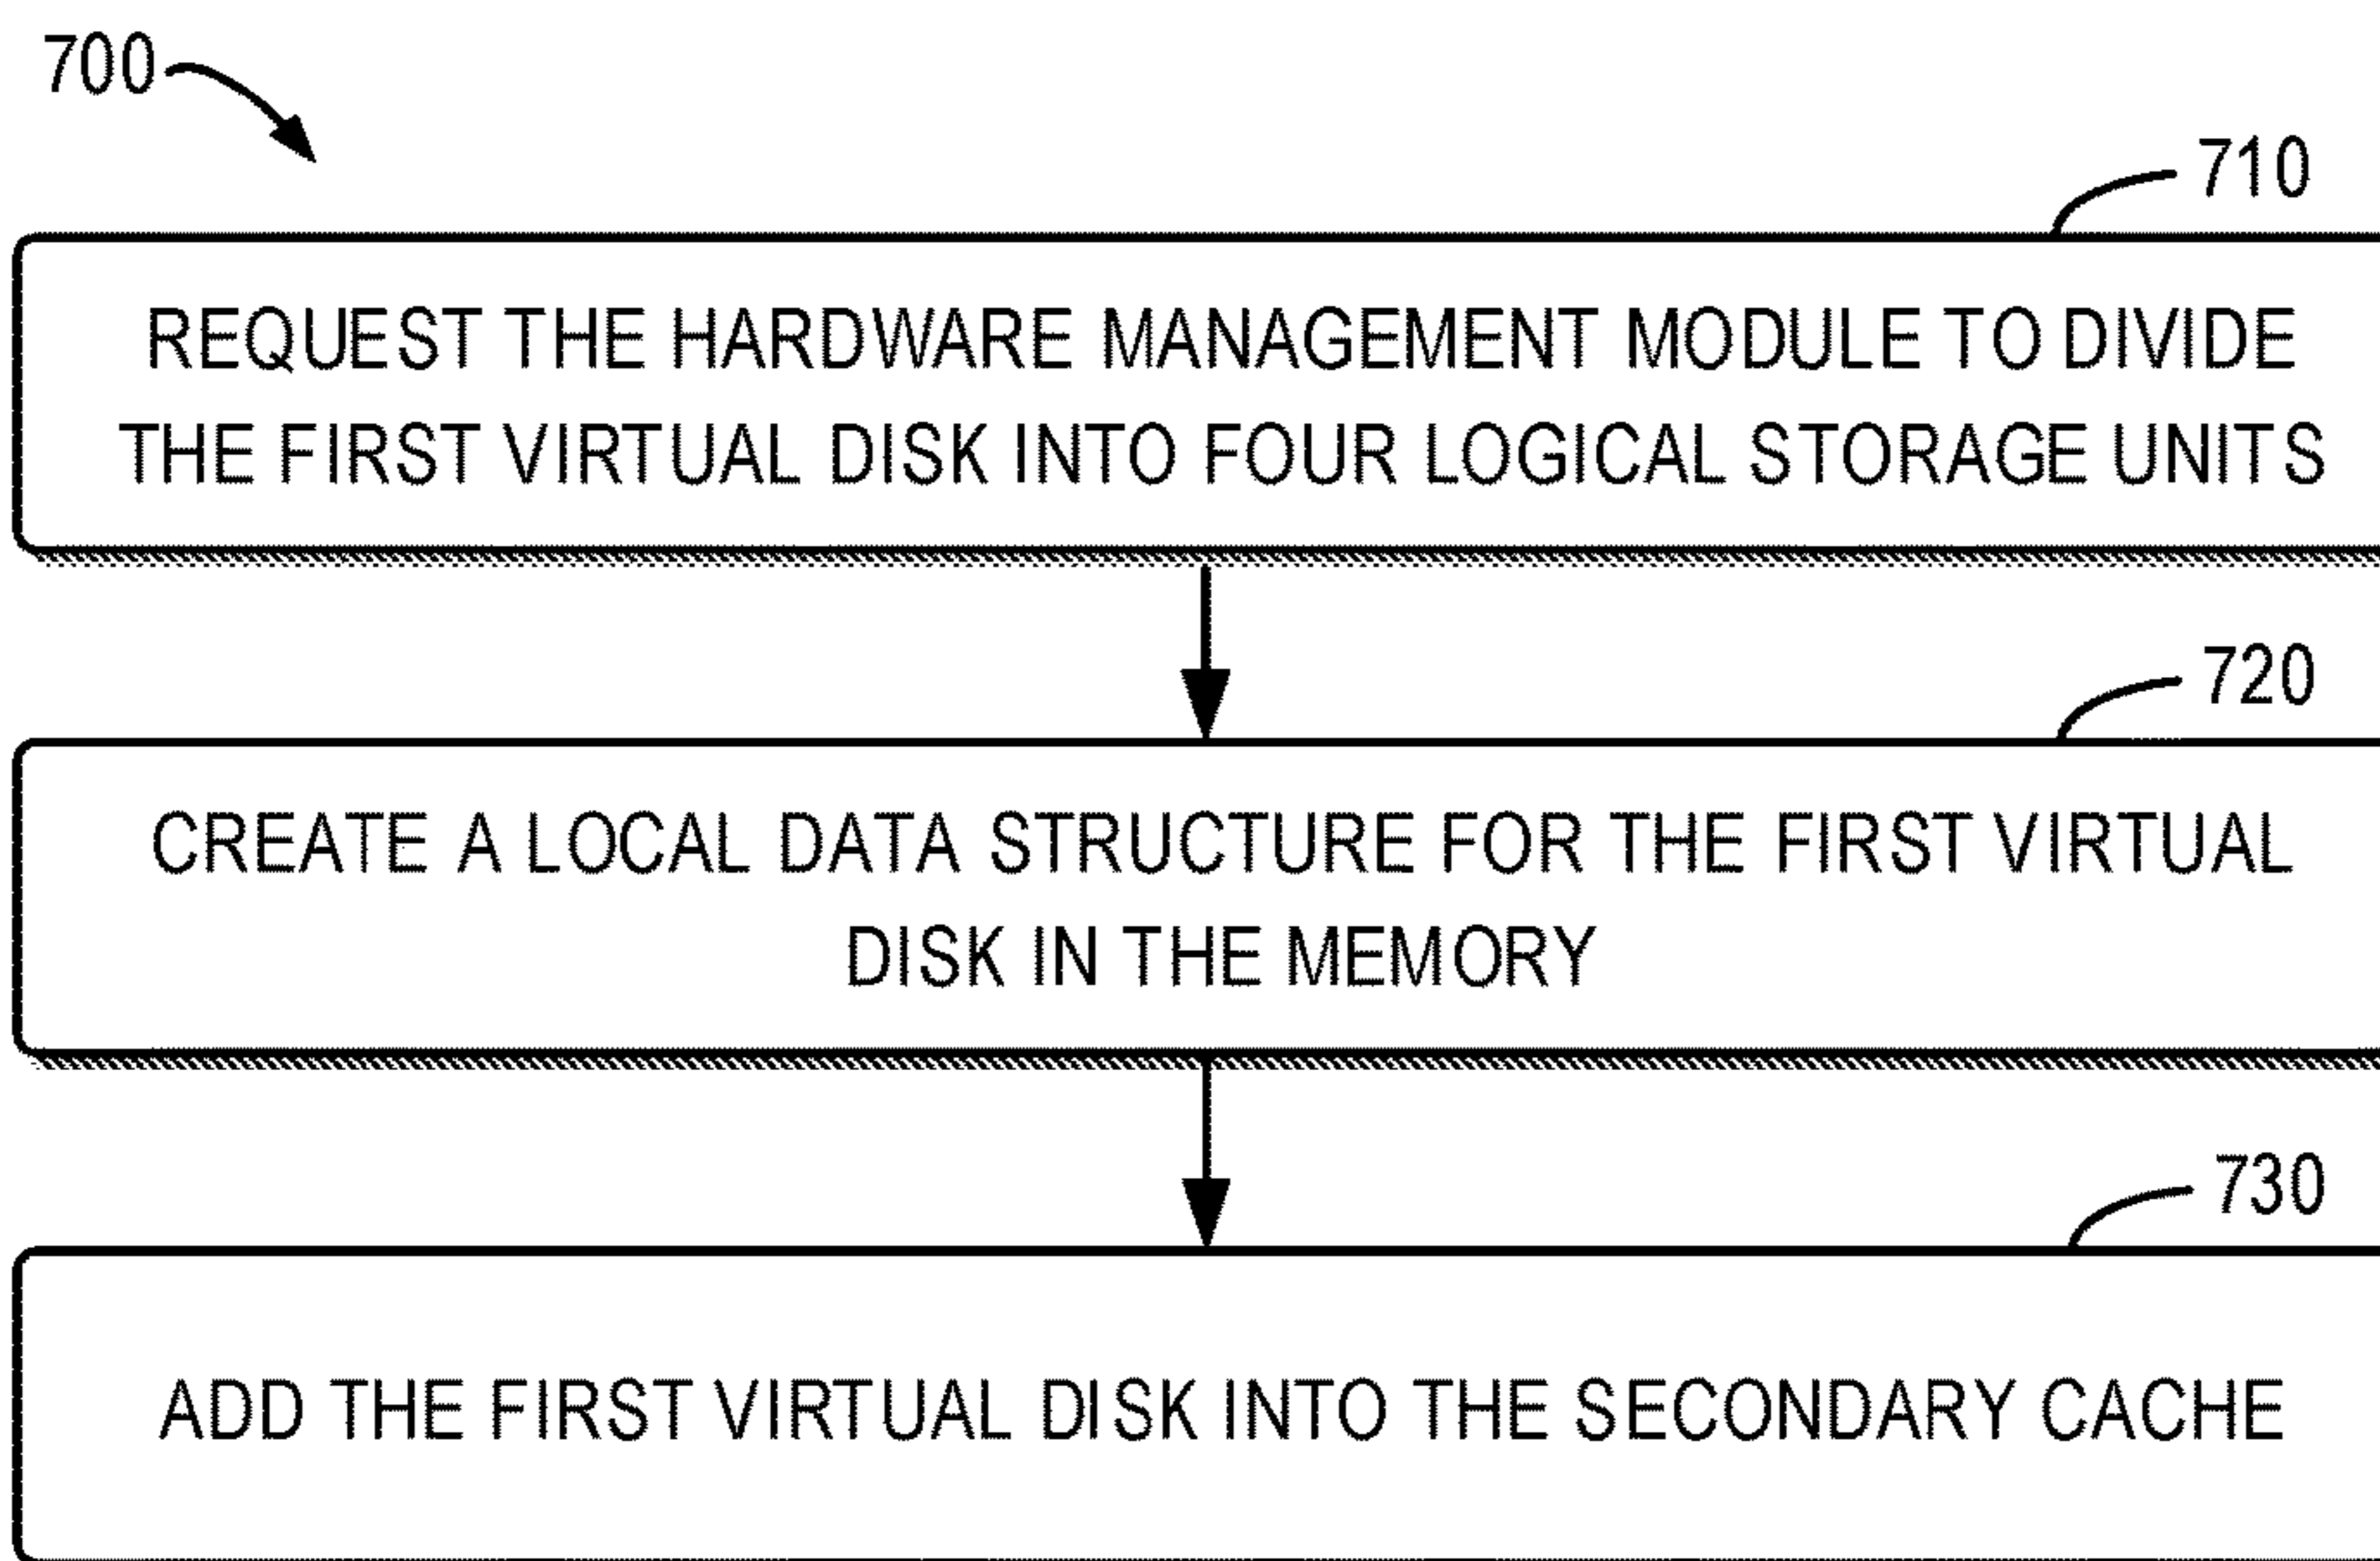 700
710
REQUEST THE HARDWARE MANAGEMENT MODULE TO DIVIDE
THE FIRST VIRTUAL DISK INTO FOUR LOGICAL STORAGE UNITS
720
CREATE A LOCAL DATA STRUCTURE FOR THE FIRST VIRTUAL
DISK IN THE MEMORY
730
ADD THE FIRST VIRTUAL DISK INTO THE SECONDARY CACHE